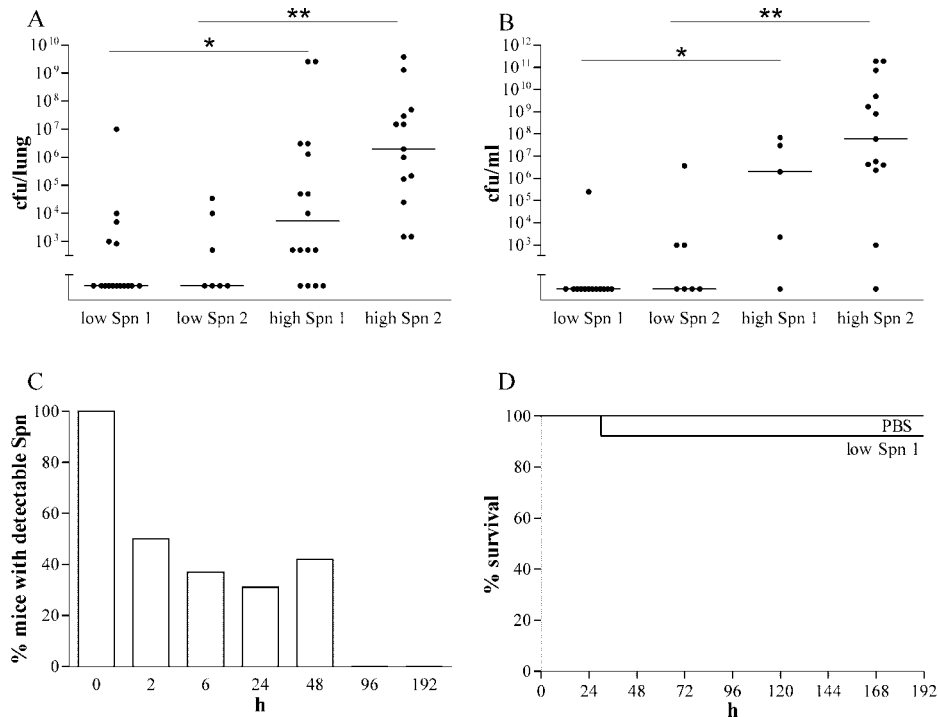 A
**
*
10^10
10^9
10^8
10^7
10^6
10^5
10^4
10^3
cfu/lung
low Spn 1 low Spn 2 high Spn 1 high Spn 2
B
**
*
10^12
10^11
10^10
10^9
10^8
10^7
10^6
10^5
10^4
10^3
cfu/ml
low Spn 1 low Spn 2 high Spn 1 high Spn 2
C
100
80
60
40
20
0
% mice with detectable Spn
0 2 6 24 48 96 192
h
D
100
80
60
40
20
0
% survival
PBS
low Spn 1
0 24 48 72 96 120 144 168 192
h